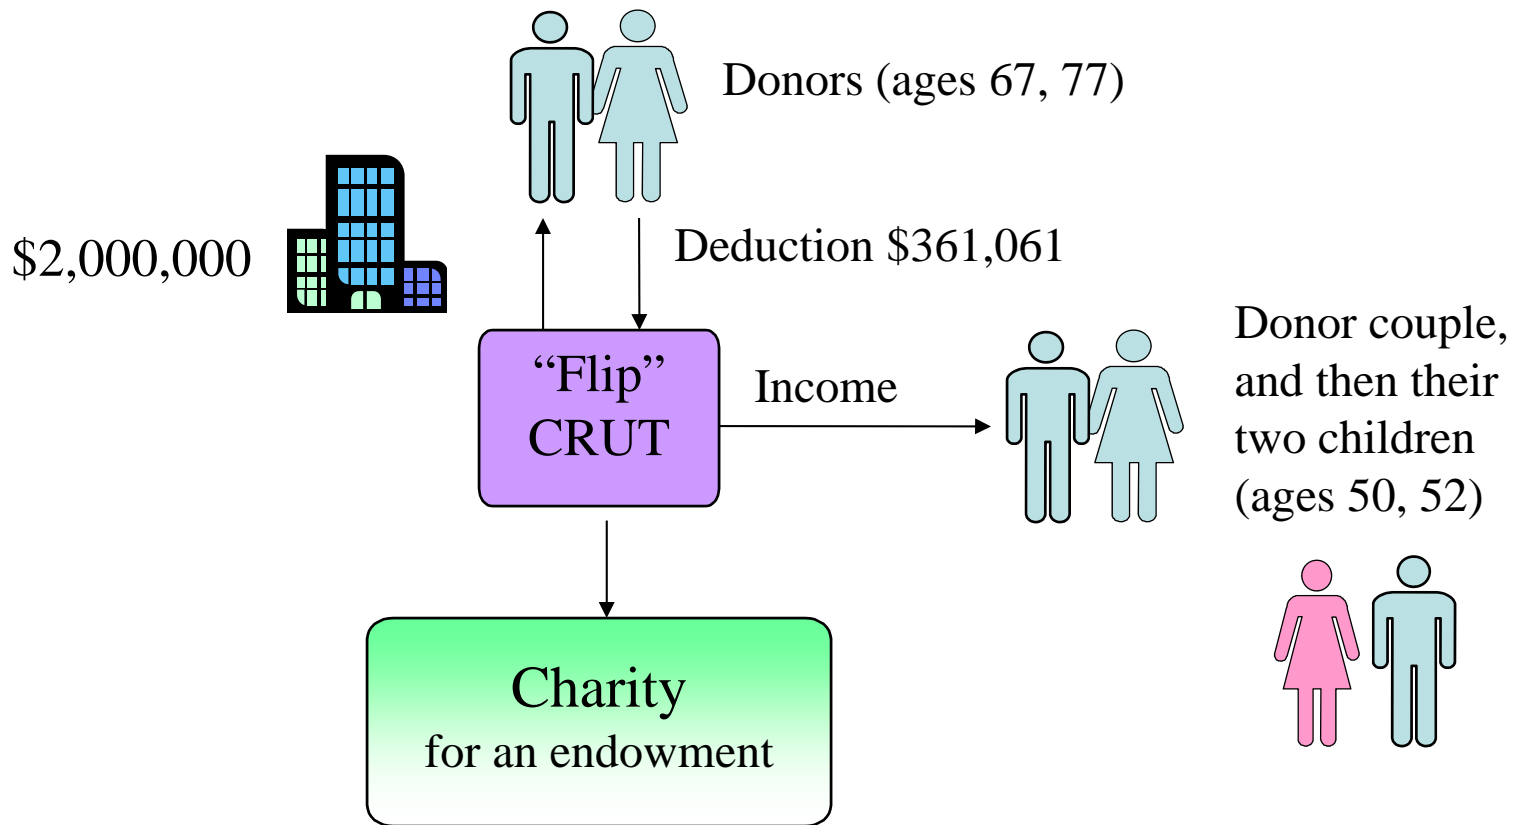 Donors (ages 67, 77)
$2,000,000
Deduction $361,061
“Flip”
CRUT
Income
Donor couple,
and then their
two children
(ages 50, 52)
Charity
for an endowment